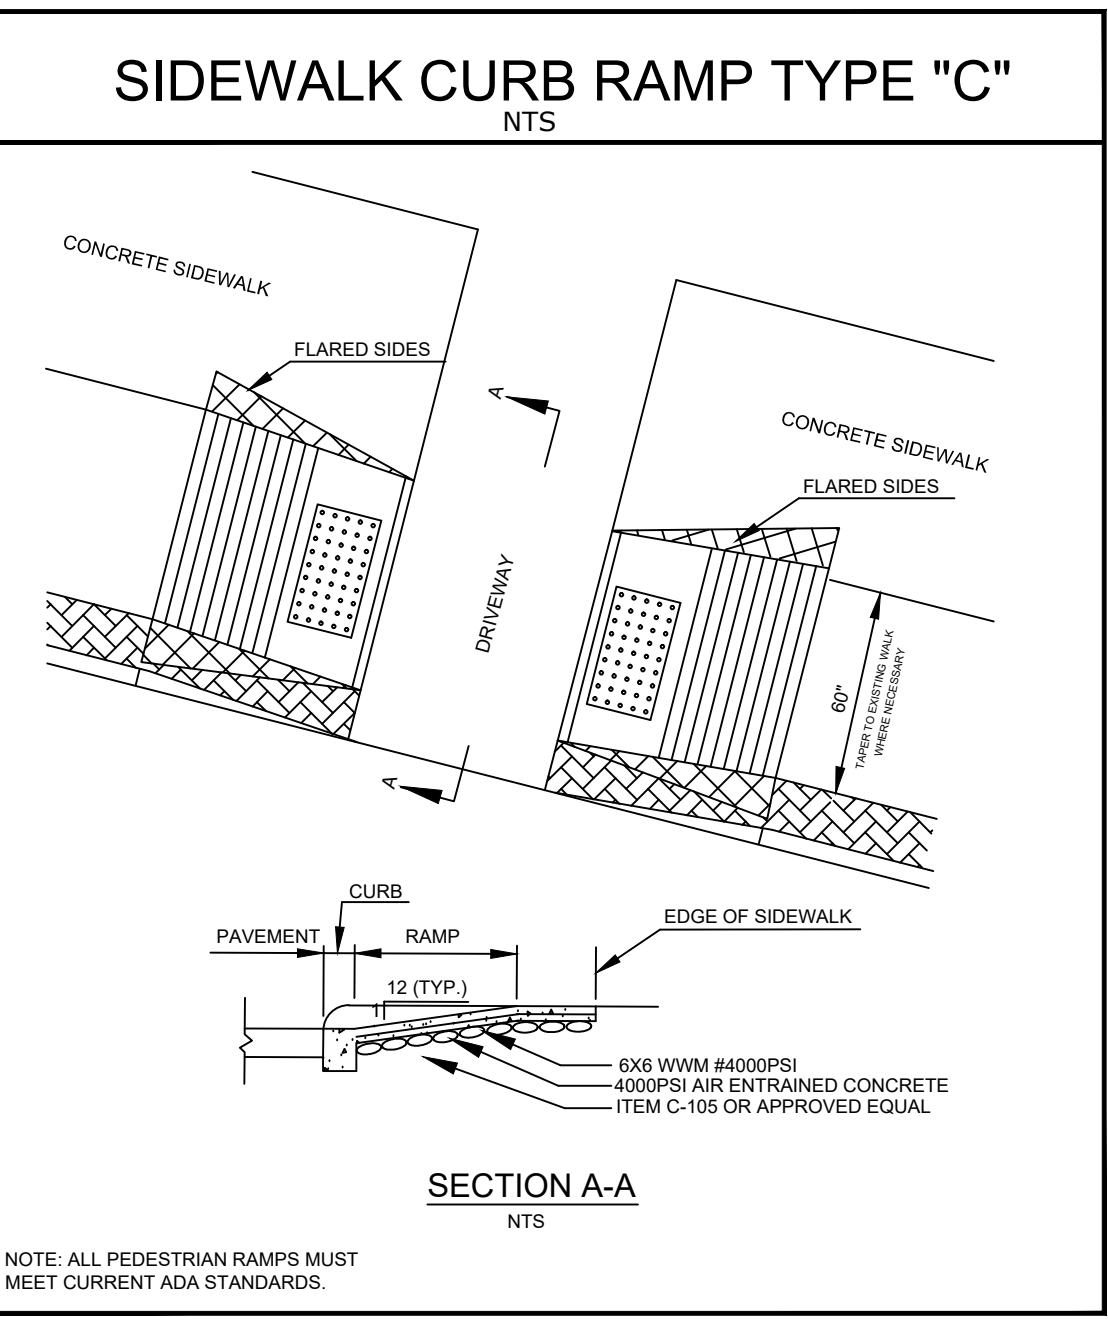 SIDEWALK CURB RAMP TYPE "C"
NTS
CONCRETE SIDEWALK
FLARED SIDES
A
CONCRETE SIDEWALK
FLARED SIDES
DRIVEWAY
60"
TAPER TO EXISTING WALK
WHERE NECESSARY
A
CURB
PAVEMENT
RAMP
EDGE OF SIDEWALK
12 (TYP.)
1
6X6 WWM #4000PSI
4000PSI AIR ENTRAINED CONCRETE
ITEM C-105 OR APPROVED EQUAL
SECTION A-A
NTS
NOTE: ALL PEDESTRIAN RAMPS MUST
MEET CURRENT ADA STANDARDS.